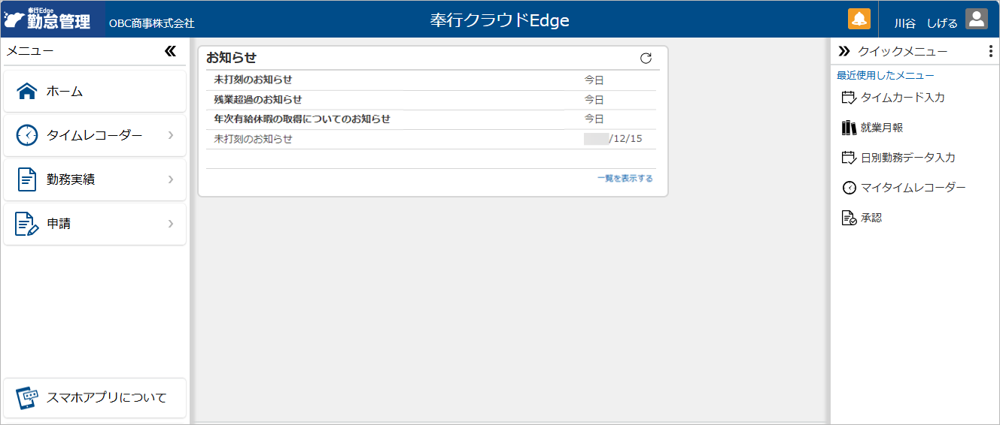 奉行Edge
勤怠管理
OBC商事株式会社
奉行クラウドEdge
川谷 しげる
メニュー
ホーム
タイムレコーダー
勤務実績
申請
スマホアプリについて
お知らせ
未打刻のお知らせ 今日
残業超過のお知らせ 今日
年次有給休暇の取得についてのお知らせ 今日
未打刻のお知らせ /12/15
一覧を表示する
クイックメニュー
最近使用したメニュー
タイムカード入力
就業月報
日別勤務データ入力
マイタイムレコーダー
承認